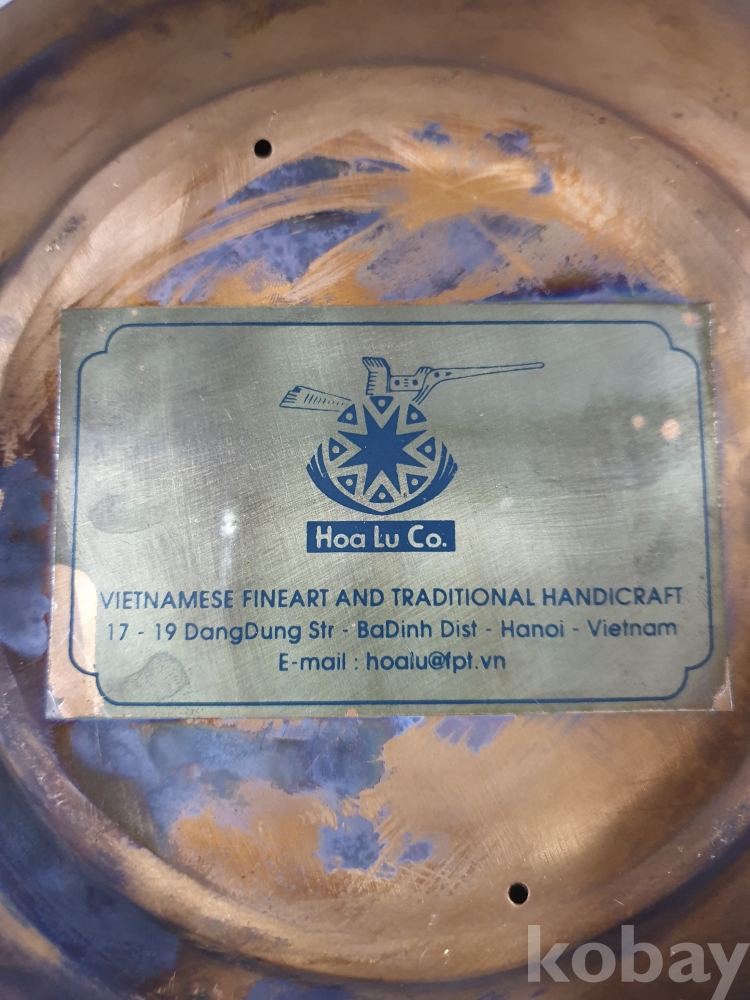 Hoa Lu Co.
VIETNAMESE FINEART AND TRADITIONAL HANDICRAFT
17 - 19 DangDung Str - BaDinh Dist - Hanoi - Vietnam
E-mail : hoalu@fpt.vn
kobay